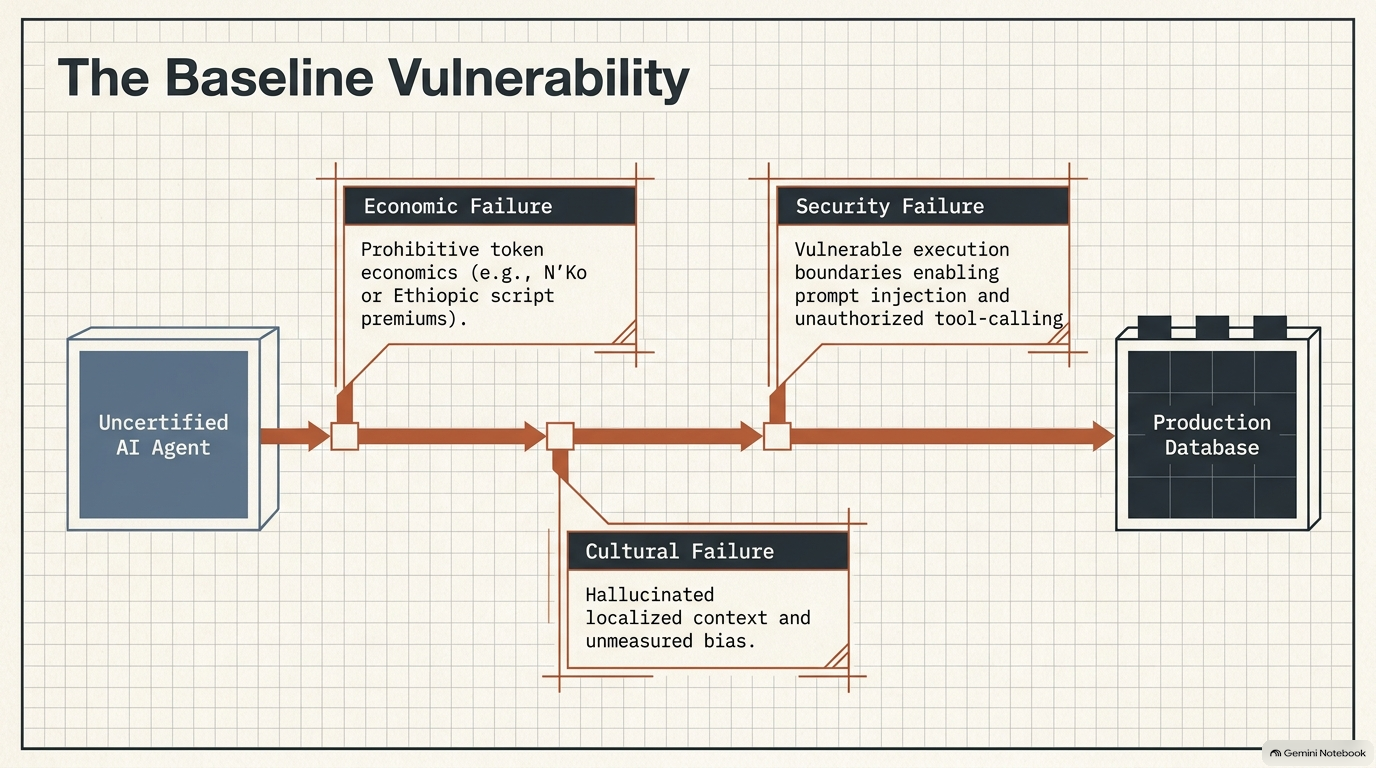 The Baseline Vulnerability
Economic Failure
Prohibitive token
economics (e.g., N’Ko
or Ethiopic script
premiums).
Security Failure
Vulnerable execution
boundaries enabling
prompt injection and
unauthorized tool-calling
Uncertified
AI Agent
Production
Database
Cultural Failure
Hallucinated
localized context and
unmeasured bias.
Gemini Notebook